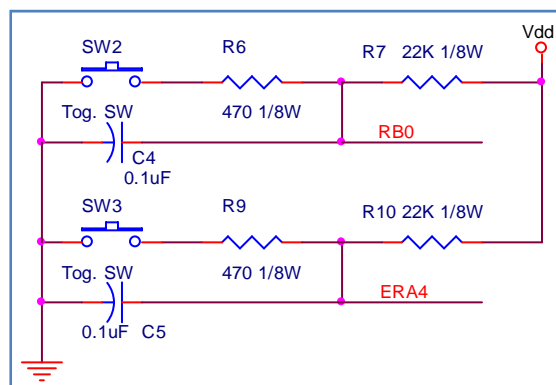 Vdd
SW2
R6
R7 22K 1/8W
Tog. SW
470 1/8W
RB0
C4
0.1uF
SW3
R9
R10 22K 1/8W
Tog. SW
470 1/8W
ERA4
0.1uF C5